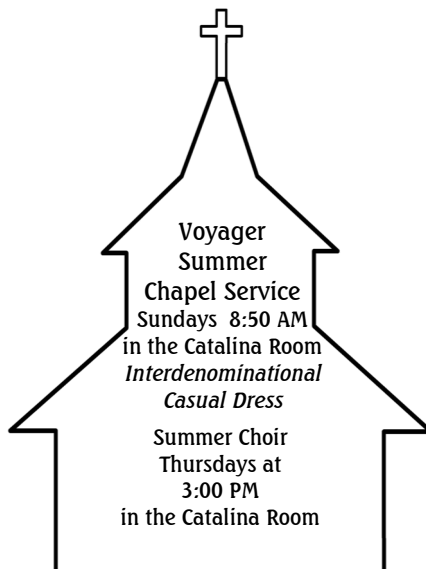 Voyager
Summer
Chapel Service
Sundays  8:50 AM
in the Catalina Room
Interdenominational
Casual Dress
Summer Choir
Thursdays at
3:00 PM
in the Catalina Room